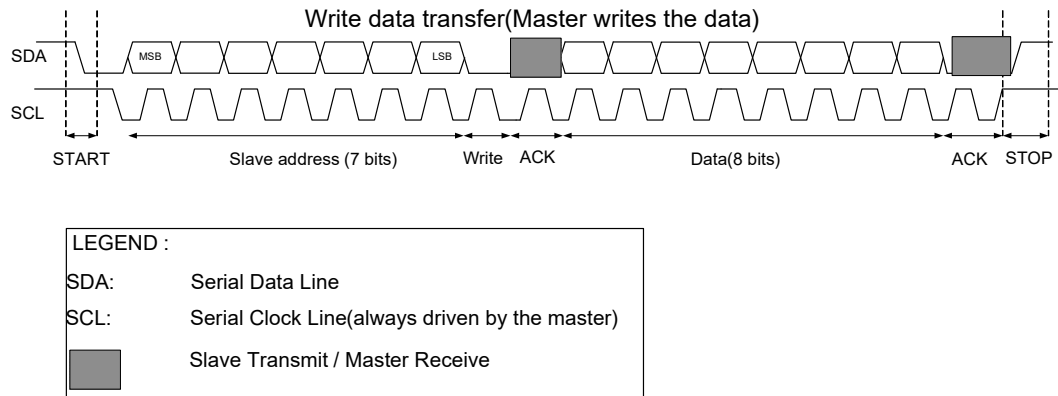 Write data transfer(Master writes the data)
SDA MSB LSB
SCL
START Slave address (7 bits) Write ACK Data(8 bits) ACK STOP
LEGEND :
SDA: Serial Data Line
SCL: Serial Clock Line(always driven by the master)
Slave Transmit / Master Receive